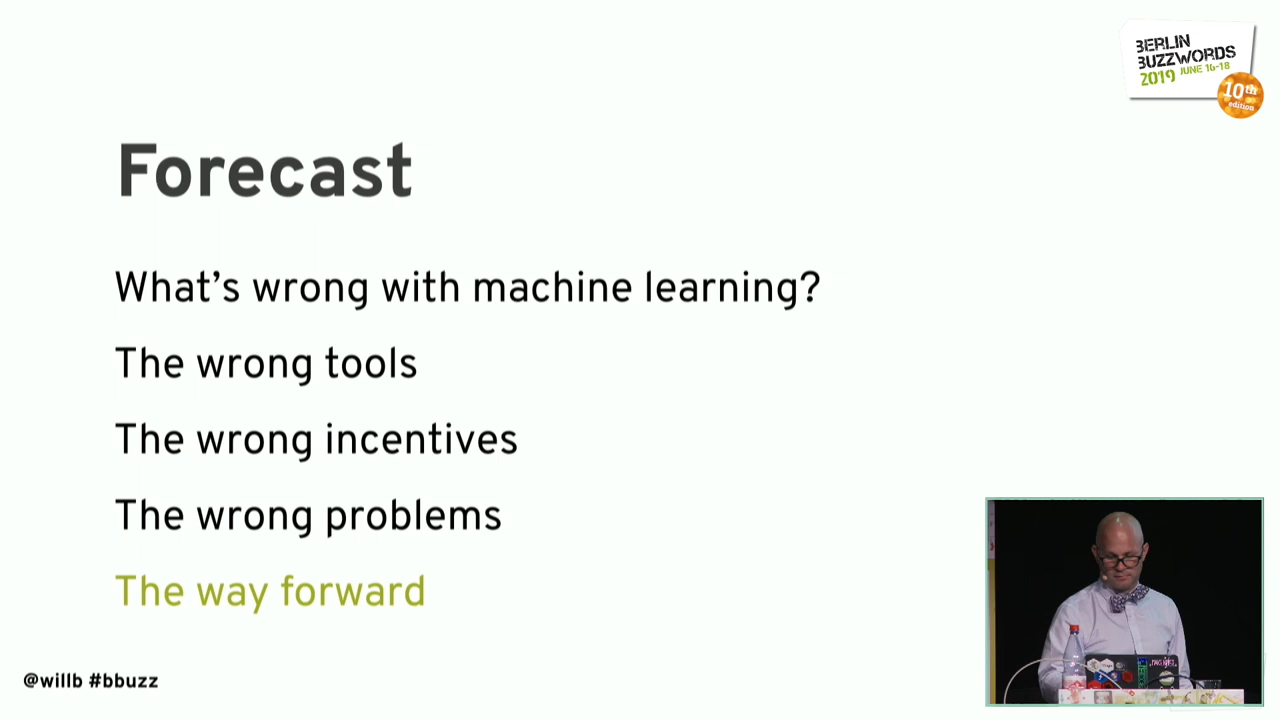 BERLIN
BUZZWORDS
2019 JUNE 16-18
10th
edition
Forecast
What's wrong with machine learning?
The wrong tools
The wrong incentives
The wrong problems
The way forward
@willb #bbuzz